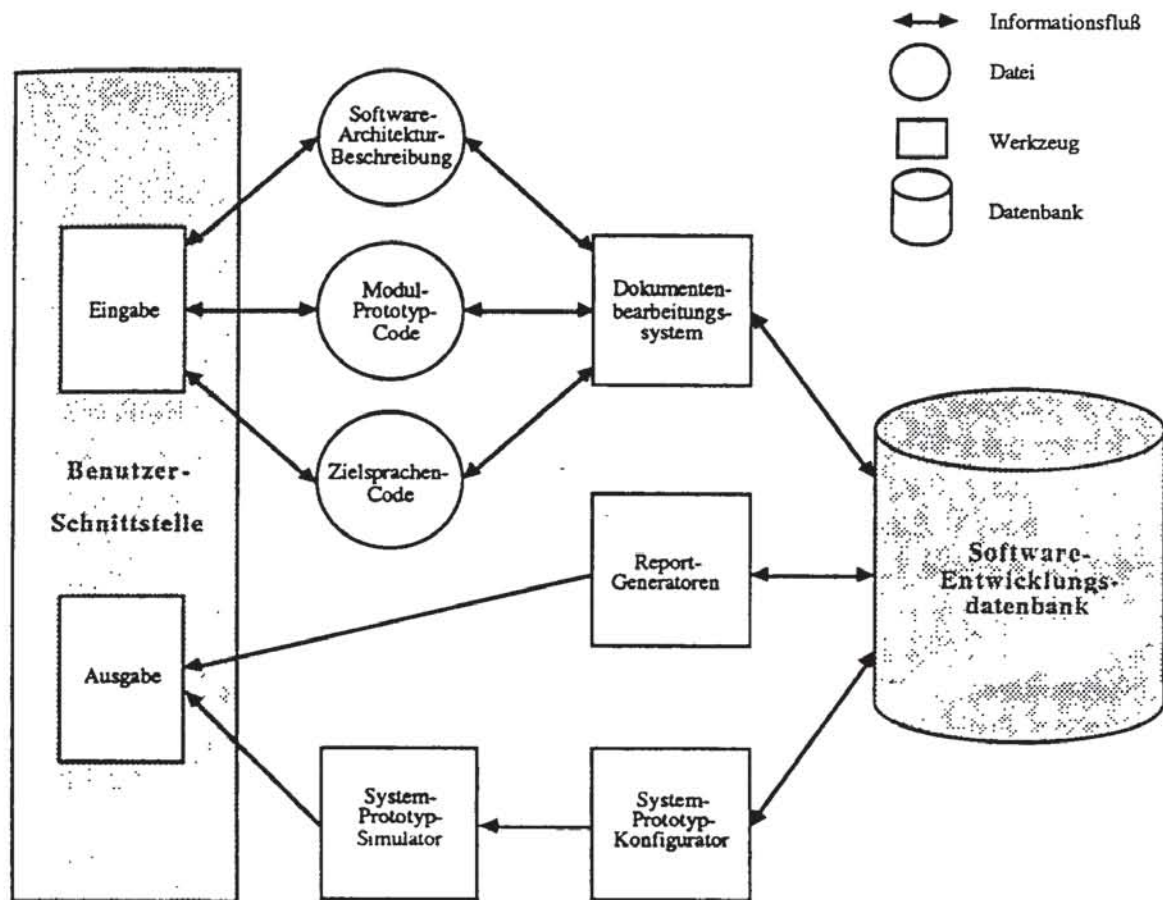 Informationsfluß
Datei
Werkzeug
Datenbank
Software-
Architektur-
Beschreibung
Eingabe
Modul-
Prototyp-
Code
Dokumenten-
bearbeitungs-
system
Zielsprachen-
Code
Benutzer-
Schnittstelle
Report-
Generatoren
Software-
Entwicklungs-
datenbank
Ausgabe
System-
Prototyp-
Simulator
System-
Prototyp-
Konfigurator